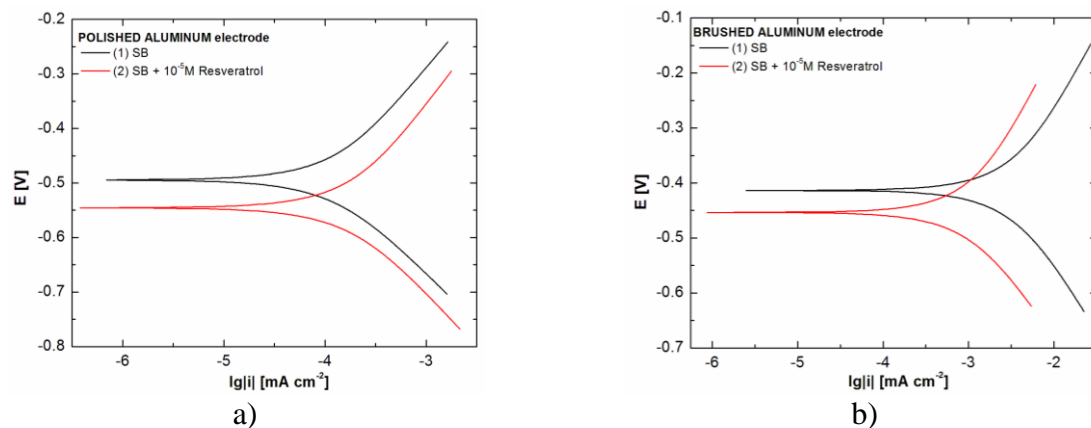 POLISHED ALUMINUM electrode
(1) SB
(2) SB + 10⁻⁵M Resveratrol
-0.2
-0.3
-0.4
-0.5
-0.6
-0.7
-0.8
E [V]
-6
-5
-4
-3
lg|i| [mA cm⁻²]
a)
BRUSHED ALUMINUM electrode
(1) SB
(2) SB + 10⁻⁵M Resveratrol
-0.1
-0.2
-0.3
-0.4
-0.5
-0.6
-0.7
E [V]
-6
-5
-4
-3
-2
lg|i| [mA cm⁻²]
b)